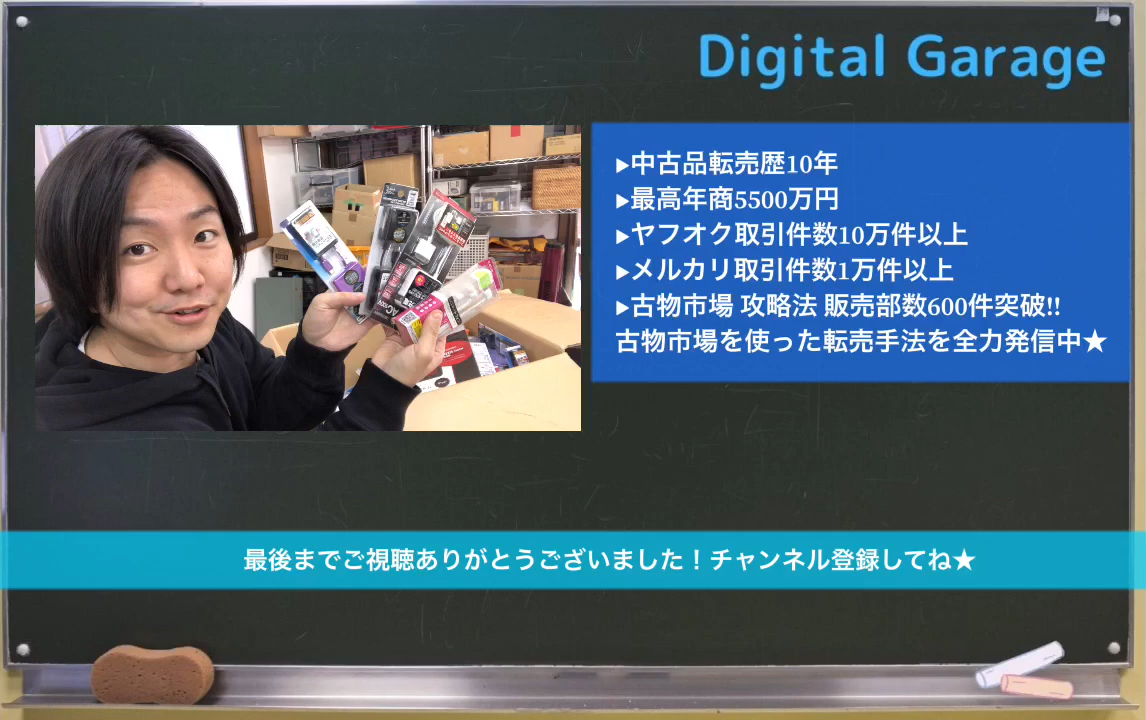 Digital Garage
▶中古品転売歴10年
▶最高年商5500万円
▶ヤフオク取引件数10万件以上
▶メルカリ取引件数1万件以上
▶古物市場 攻略法 販売部数600件突破!!
古物市場を使った転売手法を全力発信中★
最後までご視聴ありがとうございました！チャンネル登録してね★